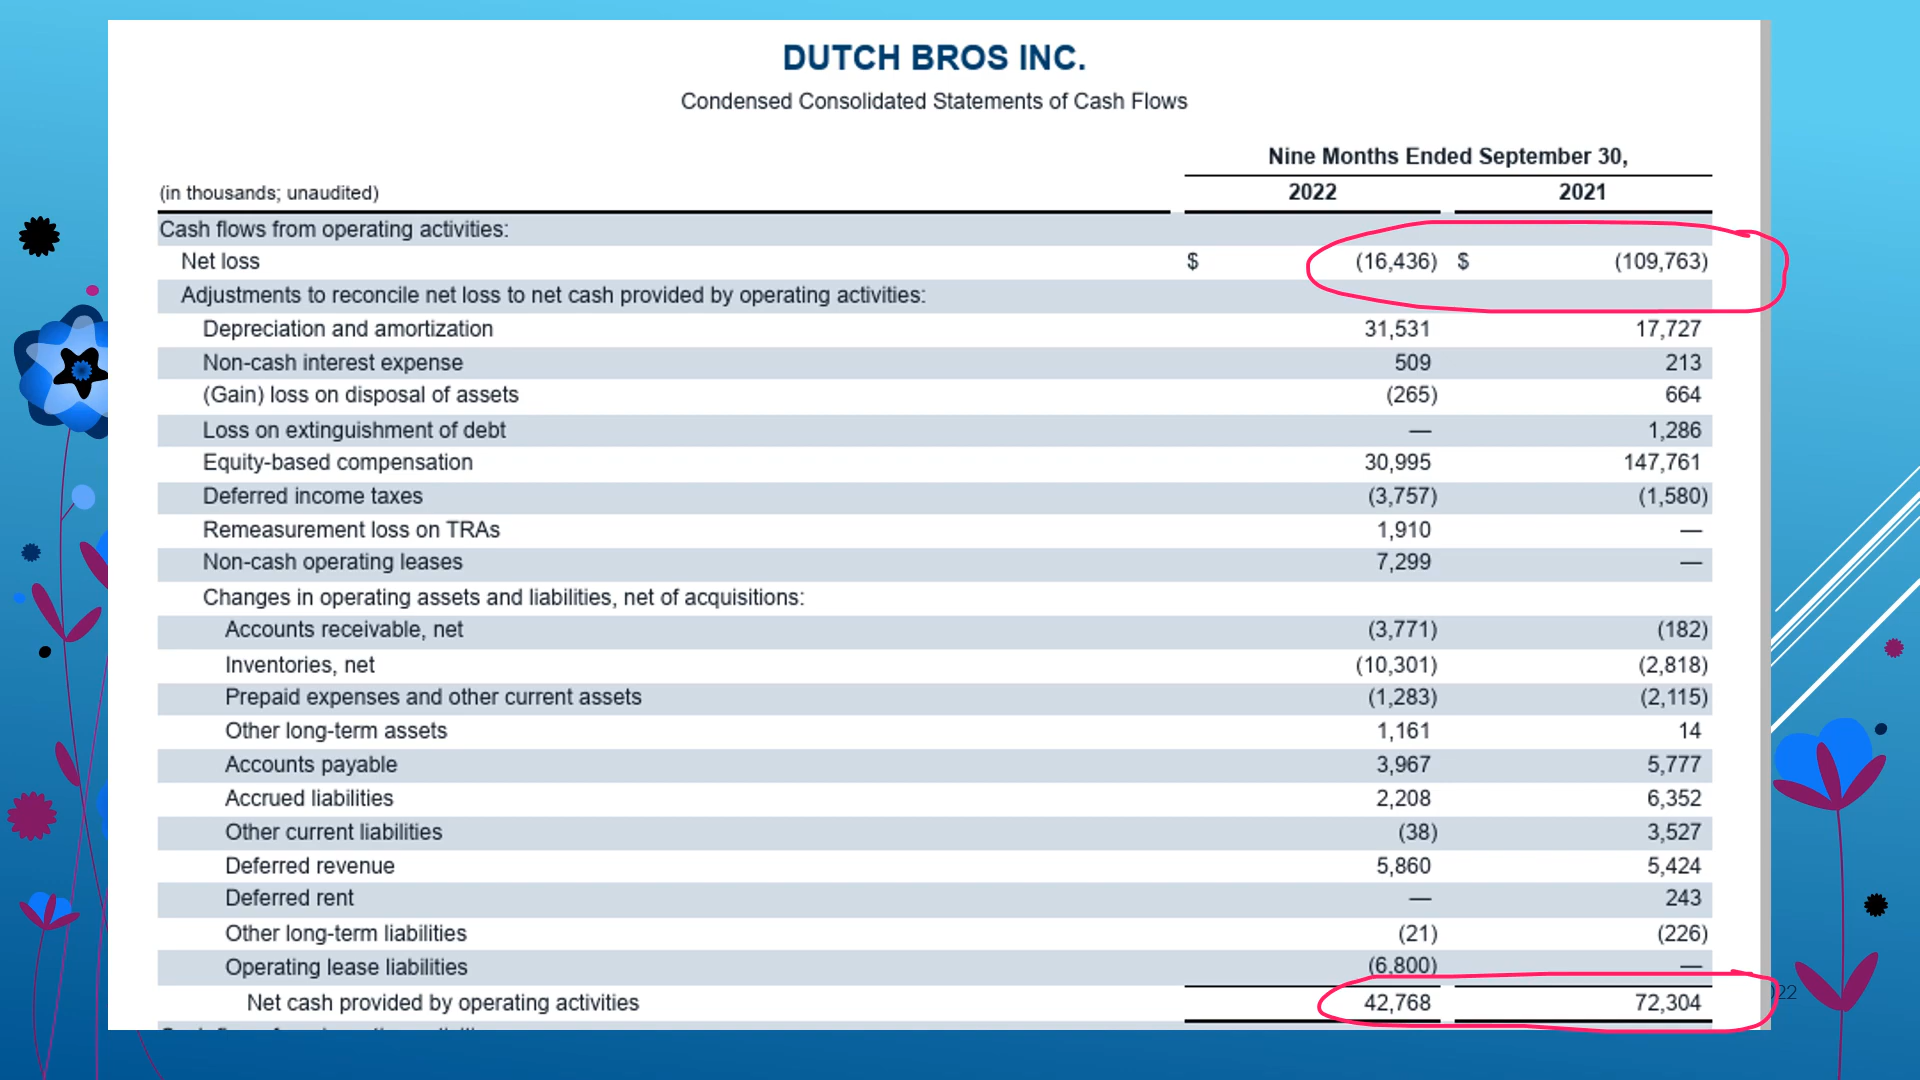 DUTCH BROS INC.
Condensed Consolidated Statements of Cash Flows
Nine Months Ended September 30,
(in thousands; unaudited) 2022 2021
Cash flows from operating activities:
Net loss $ (16,436) $ (109,763)
Adjustments to reconcile net loss to net cash provided by operating activities:
Depreciation and amortization 31,531 17,727
Non-cash interest expense 509 213
(Gain) loss on disposal of assets (265) 664
Loss on extinguishment of debt — 1,286
Equity-based compensation 30,995 147,761
Deferred income taxes (3,757) (1,580)
Remeasurement loss on TRAs 1,910 —
Non-cash operating leases 7,299 —
Changes in operating assets and liabilities, net of acquisitions:
Accounts receivable, net (3,771) (182)
Inventories, net (10,301) (2,818)
Prepaid expenses and other current assets (1,283) (2,115)
Other long-term assets 1,161 14
Accounts payable 3,967 5,777
Accrued liabilities 2,208 6,352
Other current liabilities (38) 3,527
Deferred revenue 5,860 5,424
Deferred rent — 243
Other long-term liabilities (21) (226)
Operating lease liabilities (6,800) —
Net cash provided by operating activities 42,768 72,304